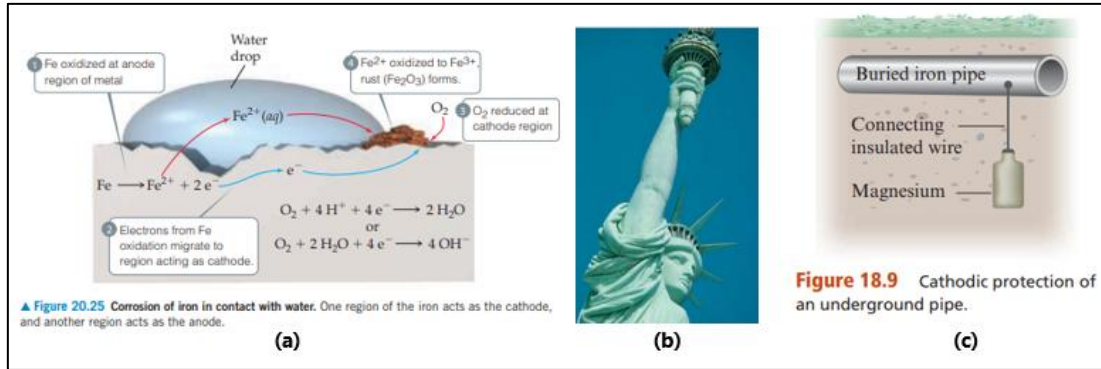 Water
drop
1 Fe oxidized at anode
region of metal
4 Fe2+ oxidized to Fe3+,
rust (Fe2O3) forms.
Fe2+(aq)
O2
3 O2 reduced at
cathode region
Fe ⟶ Fe2+ + 2 e−
e−
2 Electrons from Fe
oxidation migrate to
region acting as cathode.
O2 + 4 H+ + 4 e− ⟶ 2 H2O
or
O2 + 2 H2O + 4 e− ⟶ 4 OH−
▲ Figure 20.25 Corrosion of iron in contact with water. One region of the iron acts as the cathode,
and another region acts as the anode.
(a)
(b)
Buried iron pipe
Connecting
insulated wire
Magnesium
Figure 18.9 Cathodic protection of
an underground pipe.
(c)